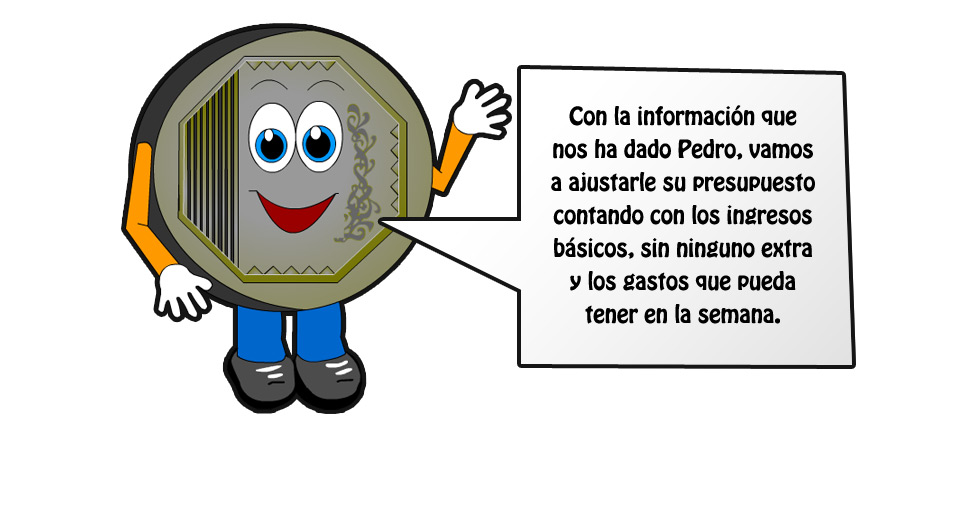 Con la información que
nos ha dado Pedro, vamos
a ajustarle su presupuesto
contando con los ingresos
básicos, sin ninguno extra
y los gastos que pueda
tener en la semana.